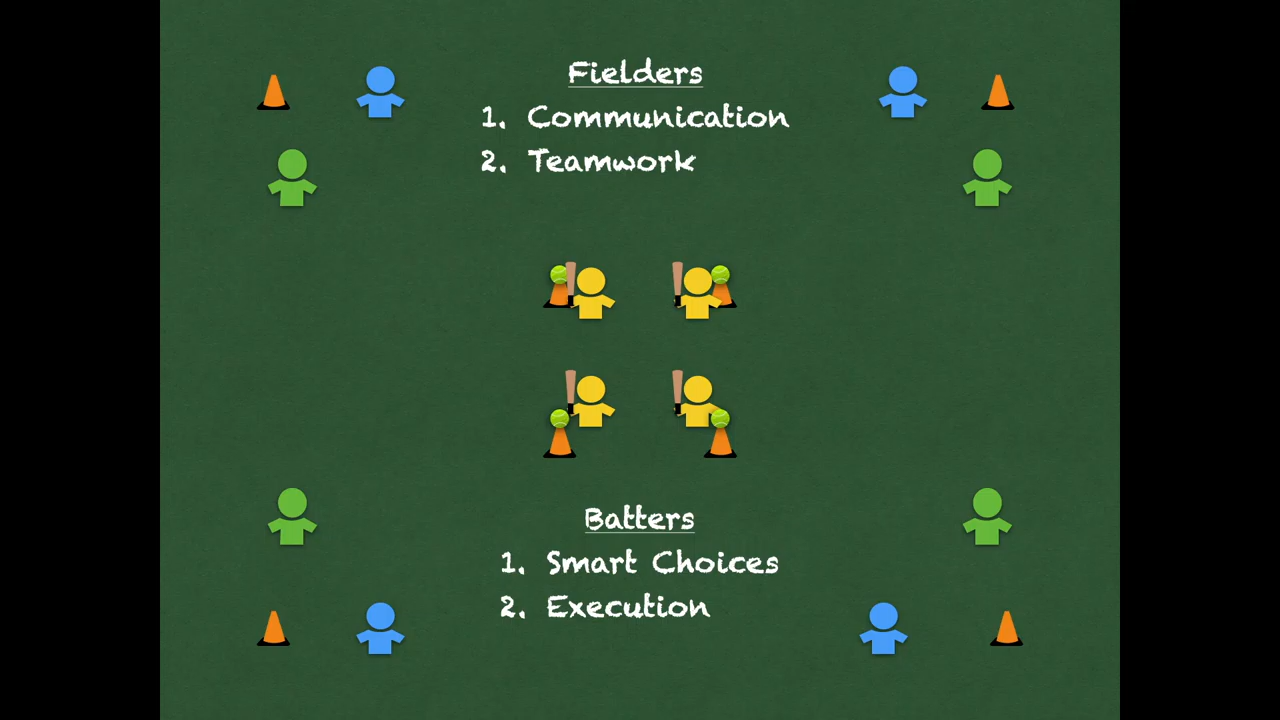 Fielders
1. Communication
2. Teamwork
Batters
1. Smart Choices
2. Execution